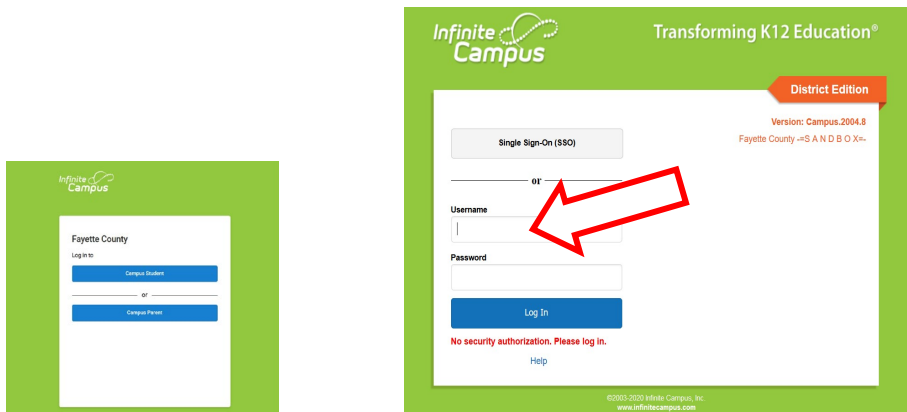 Infinite
Campus
Fayette County
Log in to
Campus Student
or
Campus Parent
Infinite
Campus
Transforming K12 Education®
District Edition
Version: Campus.2004.8
Fayette County -=S A N D B O X=-
Single Sign-On (SSO)
or
Username
Password
Log In
No security authorization. Please log in.
Help
©2003-2020 Infinite Campus, Inc.
www.infinitecampus.com